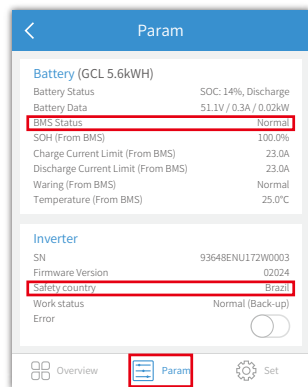 Param
Battery (GCL 5.6kWH)
Battery Status SOC: 14%, Discharge
Battery Data 51.1V / 0.3A / 0.02kW
BMS Status Normal
SOH (From BMS) 100.0%
Charge Current Limit (From BMS) 23.0A
Discharge Current Limit (From BMS) 23.0A
Waring (From BMS) Normal
Temperature (From BMS) 25.0℃
Inverter
SN 93648ENU172W0003
Firmware Version 02024
Safety country Brazil
Work status Normal (Back-up)
Error
Overview Param Set